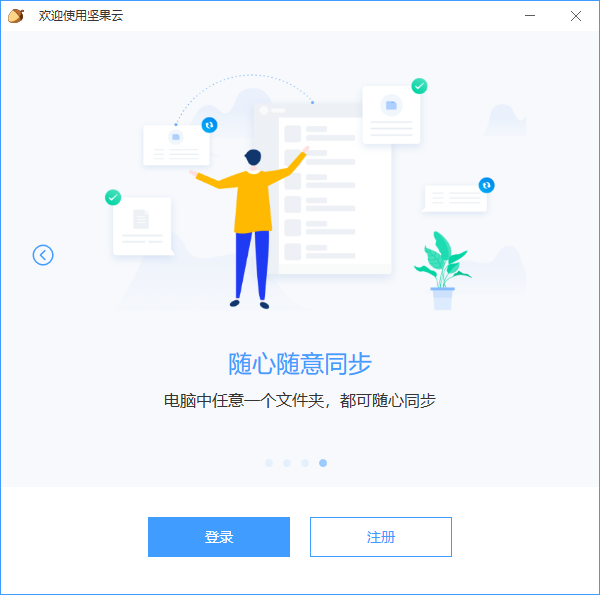 欢迎使用坚果云
随心随意同步
电脑中任意一个文件夹，都可随心同步
登录
注册